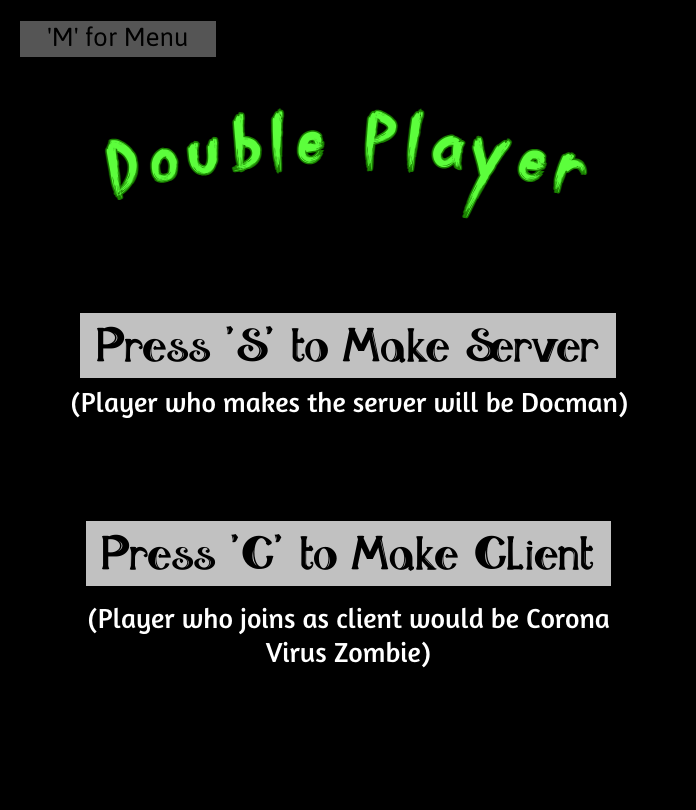 'M' for Menu
Double Player
Press 'S' to Make Server
(Player who makes the server will be Docman)
Press 'C' to Make Client
(Player who joins as client would be Corona
Virus Zombie)